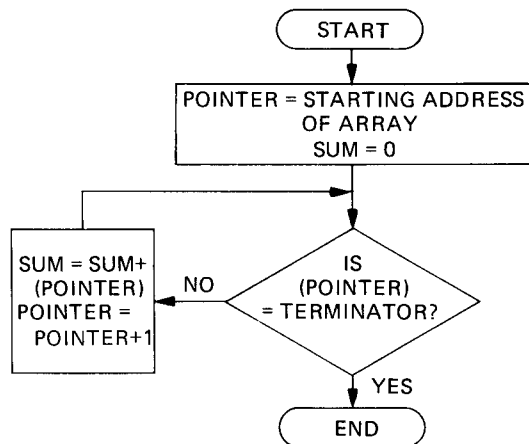 START
POINTER = STARTING ADDRESS
OF ARRAY
SUM = 0
IS
(POINTER)
= TERMINATOR?
NO
SUM = SUM+
(POINTER)
POINTER =
POINTER+1
YES
END